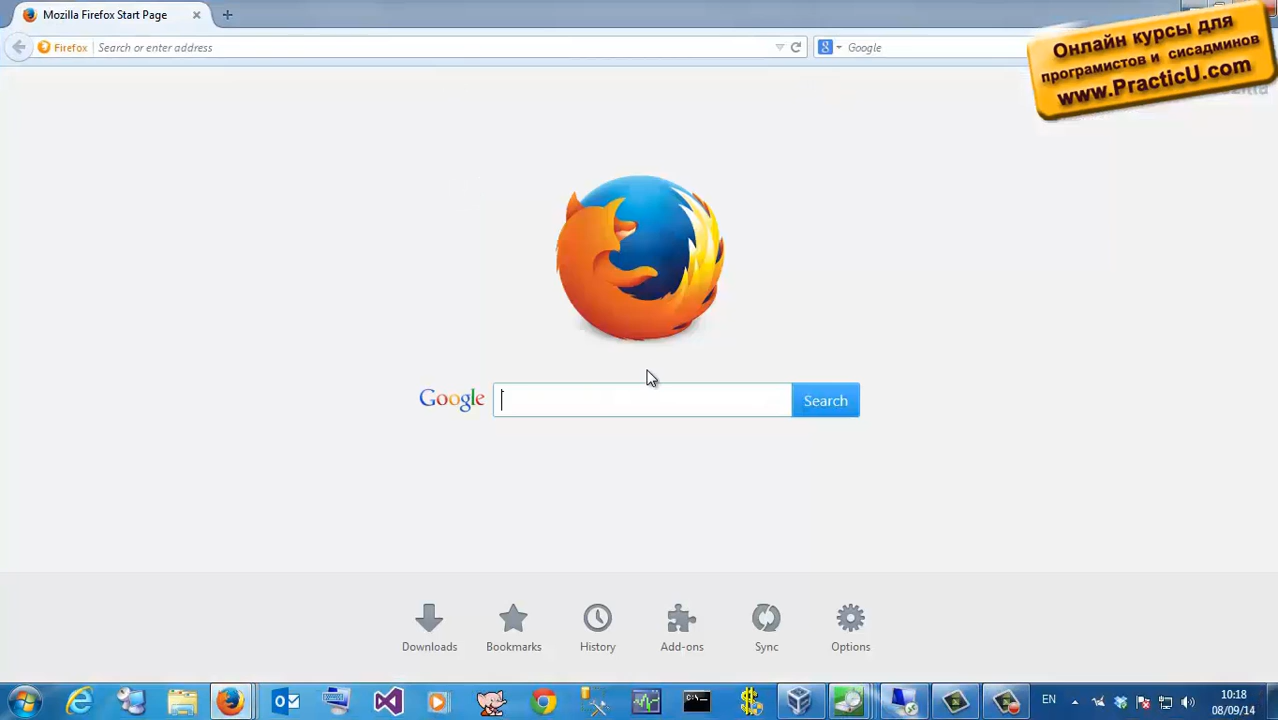 Mozilla Firefox Start Page
Firefox
Search or enter address
Google
Онлайн курсы для
програмистов и сисадминов
www.PracticU.com
Google
Search
Downloads
Bookmarks
History
Add-ons
Sync
Options
EN
10:18
08/09/14